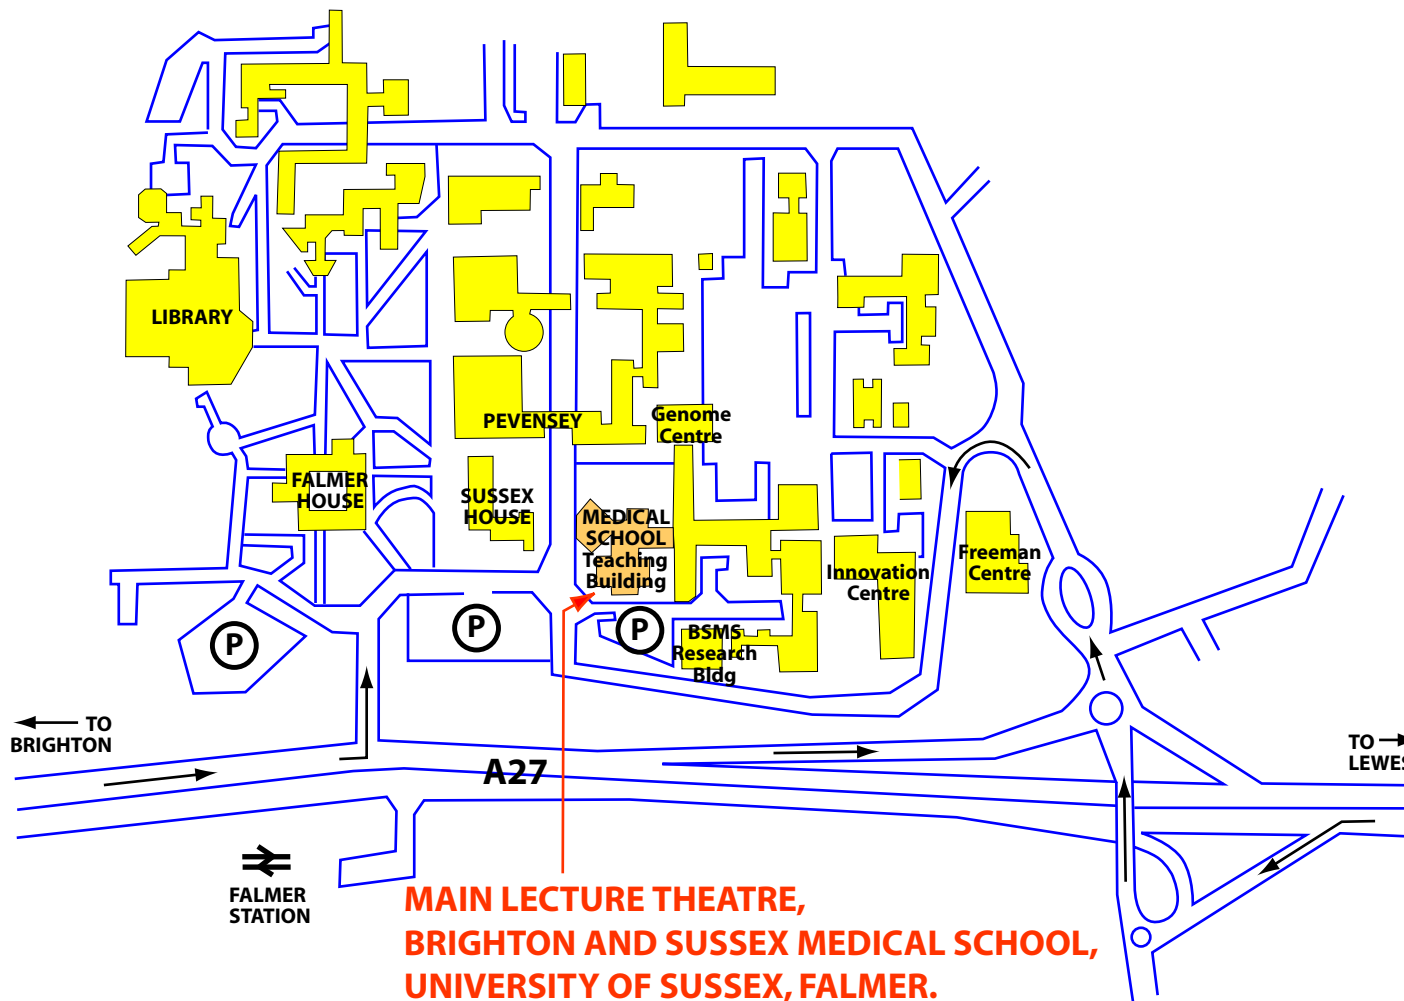 LIBRARY
PEVENSEY
Genome
Centre
FALMER
HOUSE
SUSSEX
HOUSE
MEDICAL
SCHOOL
Teaching
Building
Innovation
Centre
Freeman
Centre
P
P
P
BSMS
Research
Bldg
TO
BRIGHTON
A27
TO
LEWES
FALMER
STATION
MAIN LECTURE THEATRE,
BRIGHTON AND SUSSEX MEDICAL SCHOOL,
UNIVERSITY OF SUSSEX, FALMER.